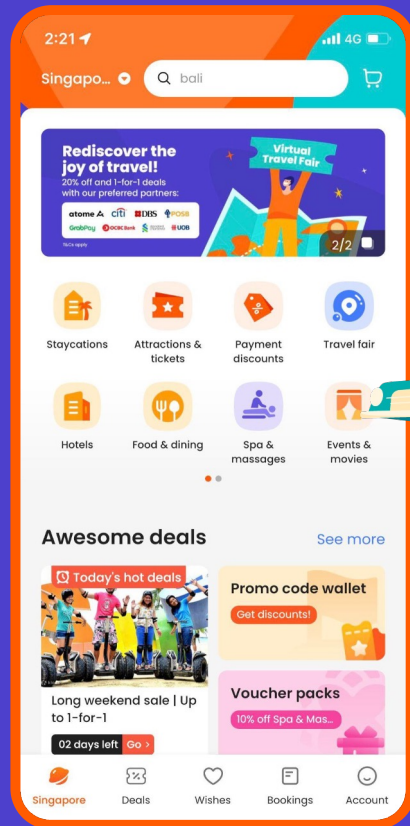 2:21
4G
Singapo...
bali
Rediscover the
joy of travel!
20% off and 1-for-1 deals
with our preferred partners:
atome
citi
DBS
POSB
GrabPay
OCBC Bank
UOB
T&Cs apply
Virtual
Travel Fair
2/2
Staycations
Attractions &
tickets
Payment
discounts
Travel fair
Hotels
Food & dining
Spa &
massages
Events &
movies
Awesome deals
See more
Today's hot deals
Long weekend sale | Up
to 1-for-1
02 days left
Go >
Promo code wallet
Get discounts!
Voucher packs
10% off Spa & Mas...
Singapore
Deals
Wishes
Bookings
Account